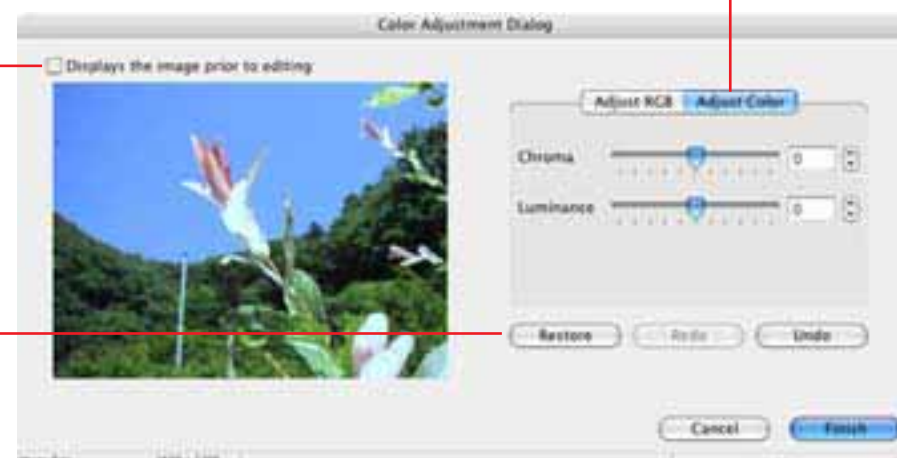 Color Adjustment Dialog
Displays the image prior to editing
Adjust RGB Adjust Color
Chroma 0
Luminance 0
Restore Redo Undo
Cancel Finish